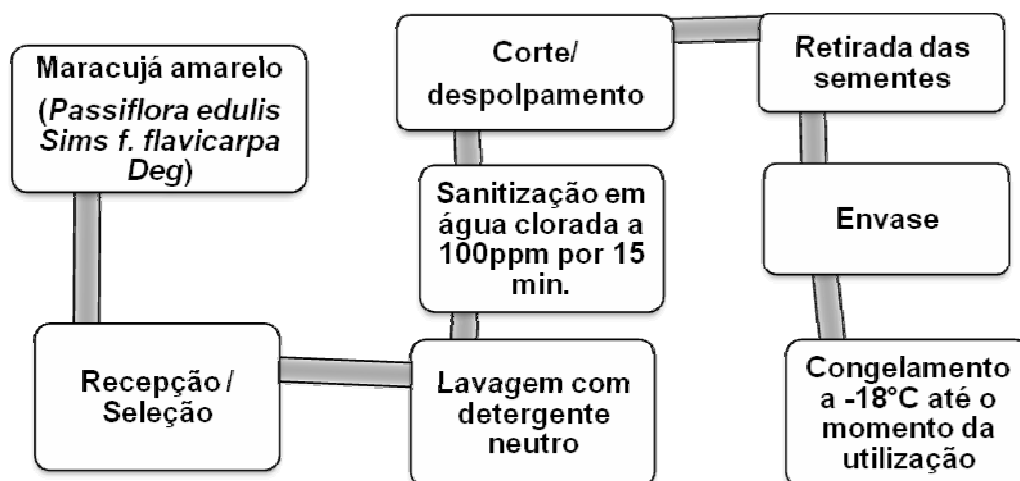 Maracujá amarelo
(Passiflora edulis
Sims f. flavicarpa
Deg)
Recepção /
Seleção
Lavagem com
detergente
neutro
Sanitização em
água clorada a
100ppm por 15
min.
Corte/
despolpamento
Retirada das
sementes
Envase
Congelamento
a -18°C até o
momento da
utilização